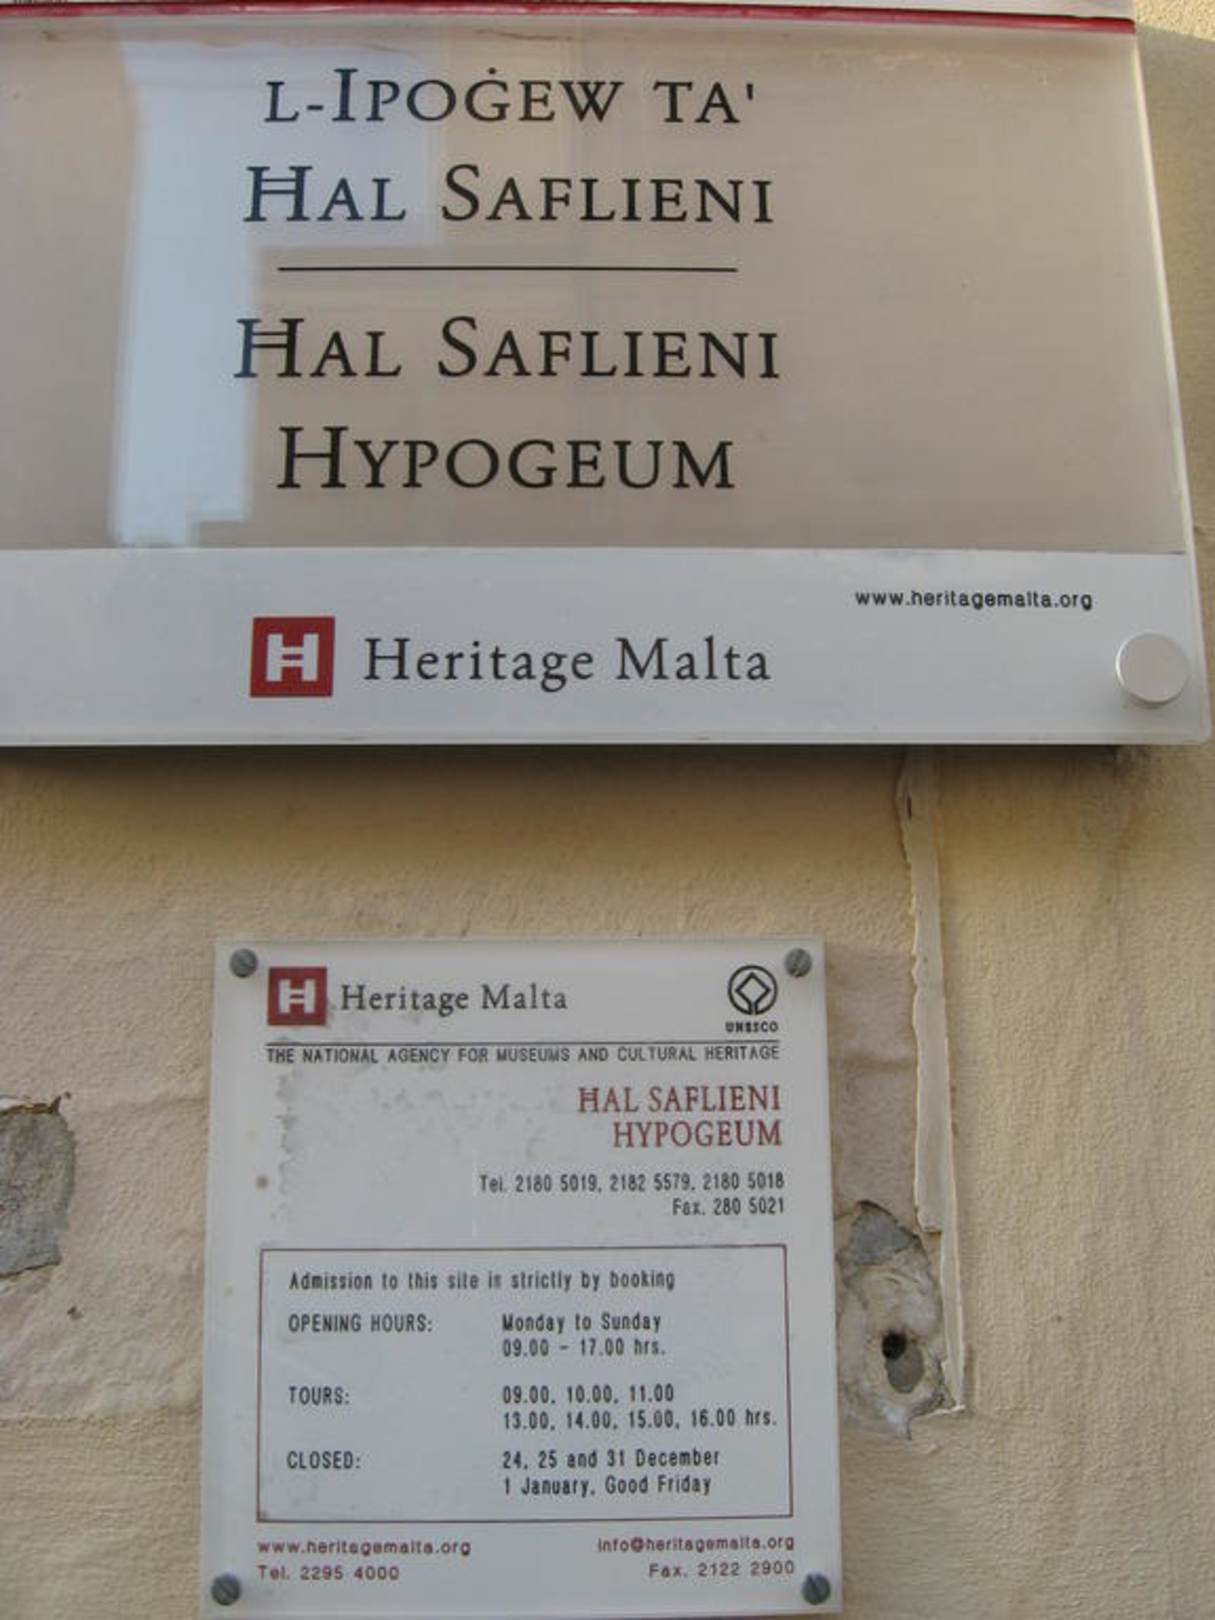 L-IPOĠEW TA'
ĦAL SAFLIENI
ĦAL SAFLIENI
HYPOGEUM
www.heritagemalta.org
H Heritage Malta
H Heritage Malta
UNESCO
THE NATIONAL AGENCY FOR MUSEUMS AND CULTURAL HERITAGE
ĦAL SAFLIENI
HYPOGEUM
Tel. 2180 5019, 2182 5579, 2180 5018
Fax. 280 5021
Admission to this site is strictly by booking
OPENING HOURS: Monday to Sunday
09.00 - 17.00 hrs.
TOURS: 09.00, 10.00, 11.00
13.00, 14.00, 15.00, 16.00 hrs.
CLOSED: 24, 25 and 31 December
1 January, Good Friday
www.heritagemalta.org info@heritagemalta.org
Tel. 2295 4000 Fax. 2122 2900